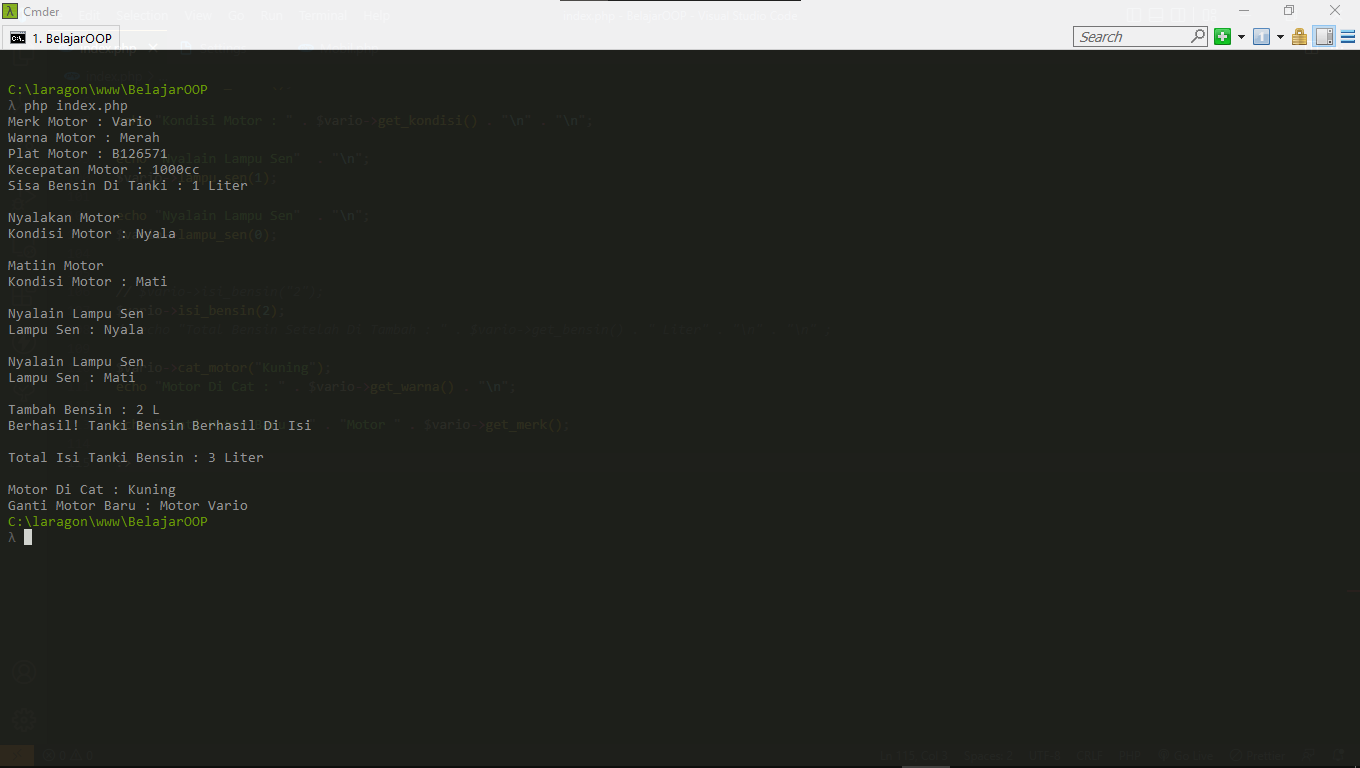 Cmder
1. BelajarOOP
Search
C:\laragon\www\BelajarOOP
λ php index.php
Merk Motor : Vario
Warna Motor : Merah
Plat Motor : B126571
Kecepatan Motor : 1000cc
Sisa Bensin Di Tanki : 1 Liter
Nyalakan Motor
Kondisi Motor : Nyala
Matiin Motor
Kondisi Motor : Mati
Nyalain Lampu Sen
Lampu Sen : Nyala
Nyalain Lampu Sen
Lampu Sen : Mati
Tambah Bensin : 2 L
Berhasil! Tanki Bensin Berhasil Di Isi
Total Isi Tanki Bensin : 3 Liter
Motor Di Cat : Kuning
Ganti Motor Baru : Motor Vario
C:\laragon\www\BelajarOOP
λ